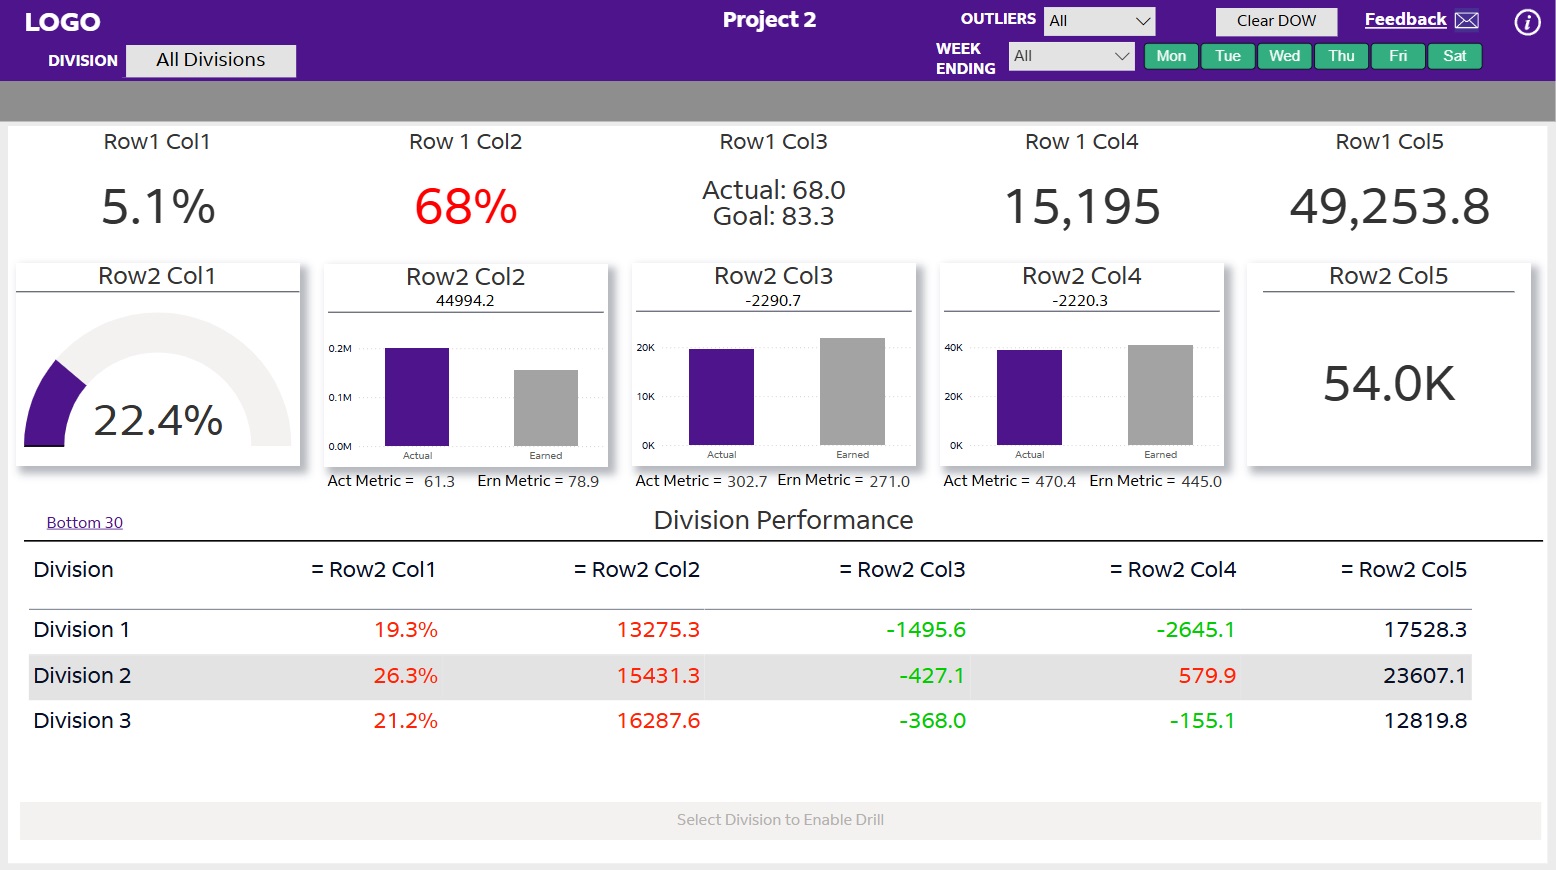 LOGO
Project 2
OUTLIERS All
Clear DOW
Feedback
i
DIVISION All Divisions
WEEK
ENDING
All
Mon Tue Wed Thu Fri Sat
Row1 Col1
5.1%
Row 1 Col2
68%
Row1 Col3
Actual: 68.0
Goal: 83.3
Row 1 Col4
15,195
Row1 Col5
49,253.8
Row2 Col1
22.4%
Row2 Col2
44994.2
0.2M
0.1M
0.0M
Actual Earned
Act Metric = 61.3 Ern Metric = 78.9
Row2 Col3
-2290.7
20K
10K
0K
Actual Earned
Act Metric = 302.7 Ern Metric = 271.0
Row2 Col4
-2220.3
40K
20K
0K
Actual Earned
Act Metric = 470.4 Ern Metric = 445.0
Row2 Col5
54.0K
Bottom 30
Division Performance
Division = Row2 Col1 = Row2 Col2 = Row2 Col3 = Row2 Col4 = Row2 Col5
Division 1 19.3% 13275.3 -1495.6 -2645.1 17528.3
Division 2 26.3% 15431.3 -427.1 579.9 23607.1
Division 3 21.2% 16287.6 -368.0 -155.1 12819.8
Select Division to Enable Drill